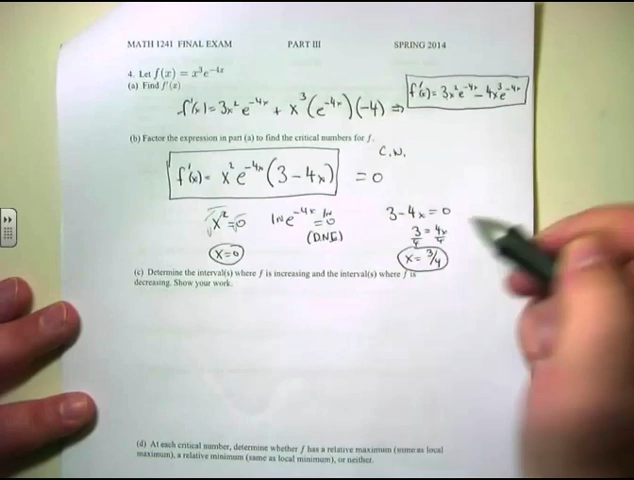 MATH 1241 FINAL EXAM PART III SPRING 2014
4. Let f(x) = x³e⁻⁴ˣ
(a) Find f′(x)
f′(x) = 3x² e⁻⁴ˣ + x³(e⁻⁴ˣ)(-4) ⇒ f′(x) = 3x²e⁻⁴ˣ - 4x³e⁻⁴ˣ
(b) Factor the expression in part (a) to find the critical numbers for f.
C.N.
f′(x) = x² e⁻⁴ˣ (3 - 4x) = 0
√x² = √0 ln e⁻⁴ˣ = ln 0 3 - 4x = 0
(DNE) 3/4 = 4x/4
x = 0 x = 3/4
(c) Determine the interval(s) where f is increasing and the interval(s) where f is
decreasing. Show your work.
(d) At each critical number, determine whether f has a relative maximum (same as local
maximum), a relative minimum (same as local minimum), or neither.